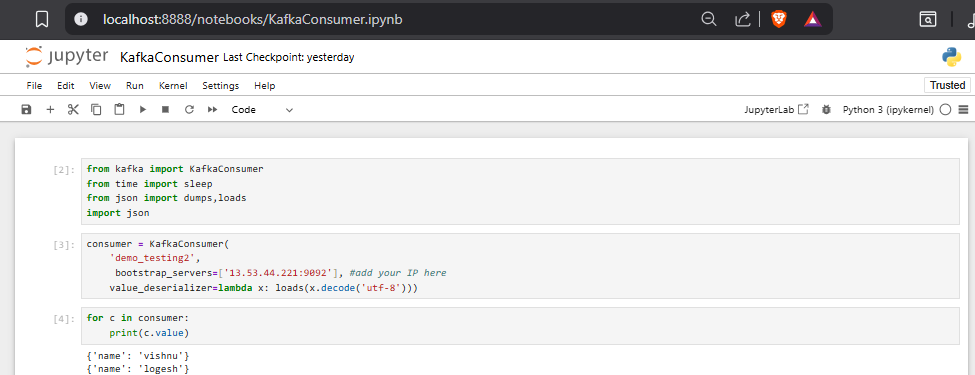 localhost:8888/notebooks/KafkaConsumer.ipynb
jupyter KafkaConsumer Last Checkpoint: yesterday
File Edit View Run Kernel Settings Help Trusted
Code JupyterLab Python 3 (ipykernel)
[2]: from kafka import KafkaConsumer
from time import sleep
from json import dumps,loads
import json
[3]: consumer = KafkaConsumer(
    'demo_testing2',
     bootstrap_servers=['13.53.44.221:9092'], #add your IP here
    value_deserializer=lambda x: loads(x.decode('utf-8')))
[4]: for c in consumer:
    print(c.value)
{'name': 'vishnu'}
{'name': 'logesh'}